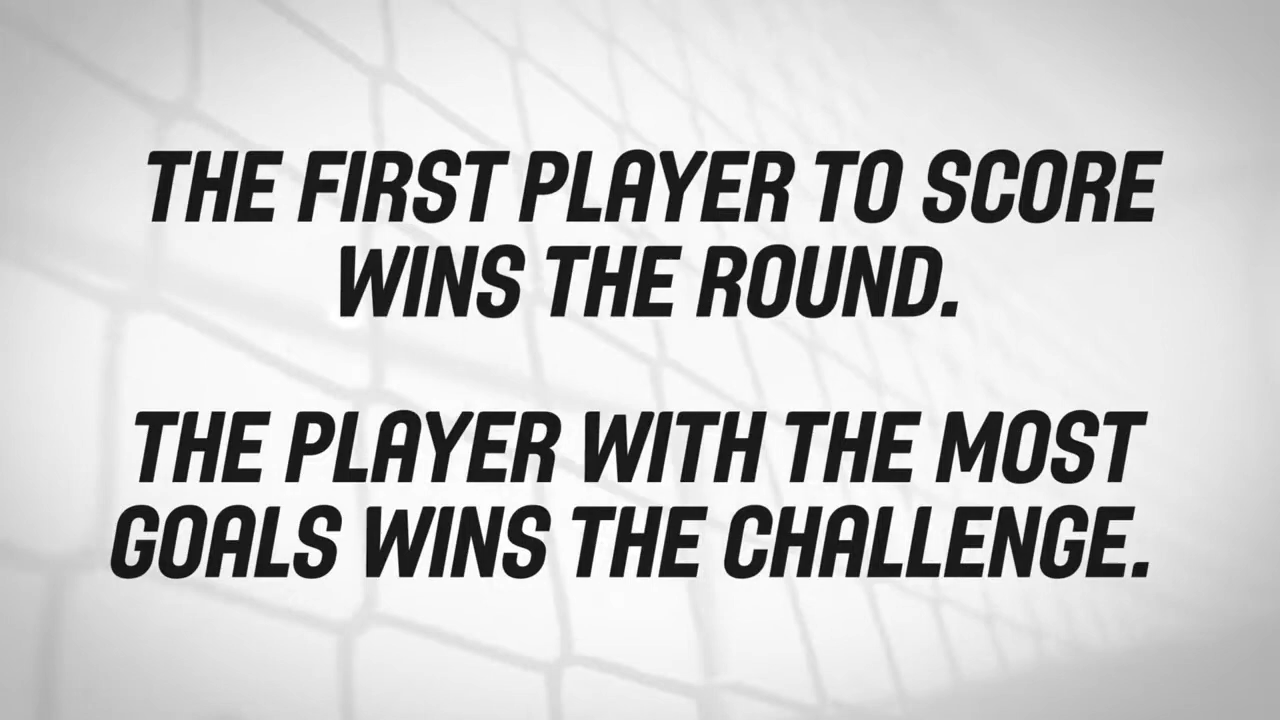 THE FIRST PLAYER TO SCORE
WINS THE ROUND.
THE PLAYER WITH THE MOST
GOALS WINS THE CHALLENGE.